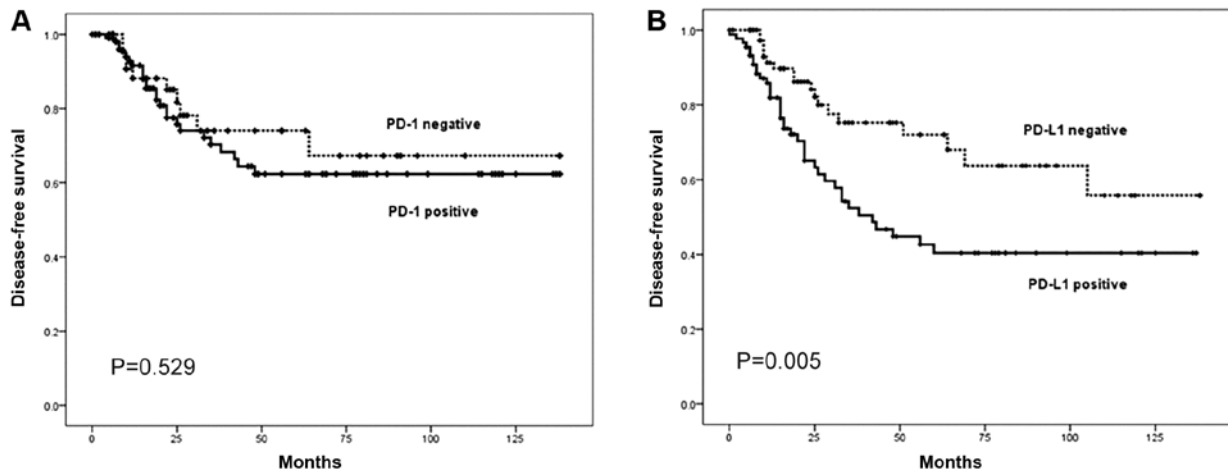 A
Disease-free survival
1.0
0.8
0.6
0.4
0.2
0.0
PD-1 negative
PD-1 positive
P=0.529
0 25 50 75 100 125
Months
B
Disease-free survival
1.0
0.8
0.6
0.4
0.2
0.0
PD-L1 negative
PD-L1 positive
P=0.005
0 25 50 75 100 125
Months